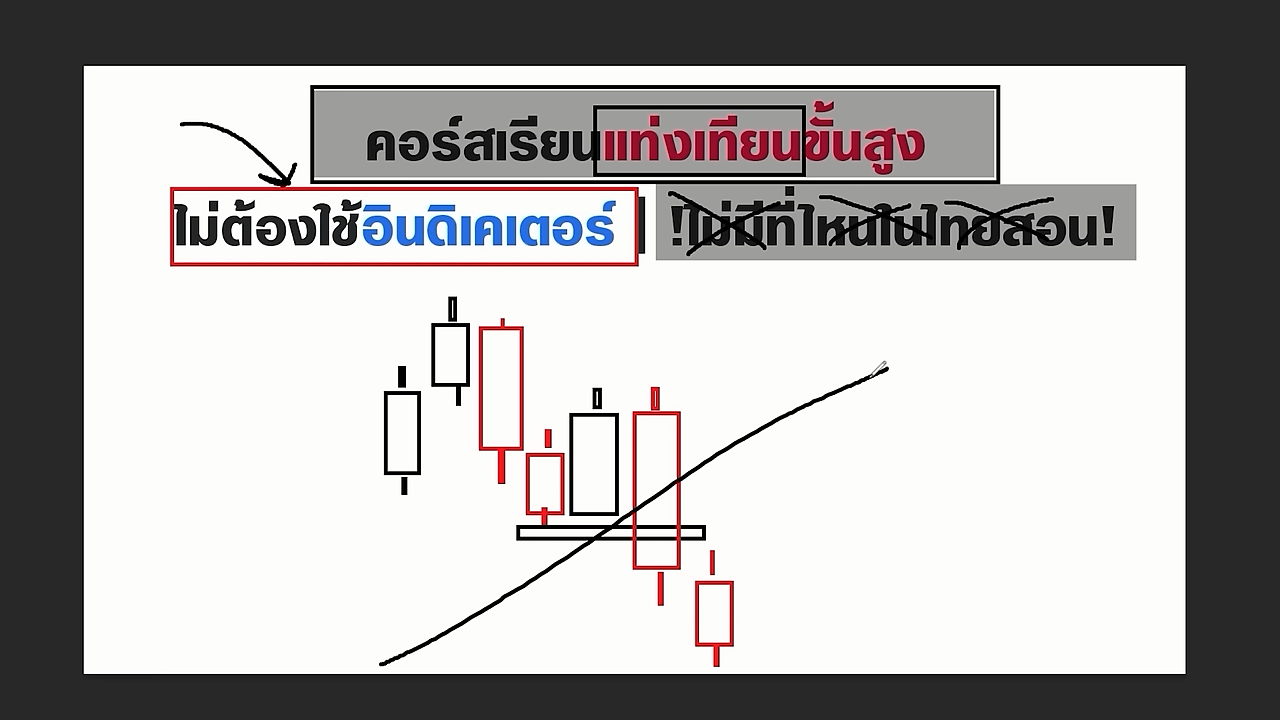 คอร์สเรียนแท่งเทียนขั้นสูง
ไม่ต้องใช้อินดิเคเตอร์ | !ไม่มีที่ไหนในไทยสอน!